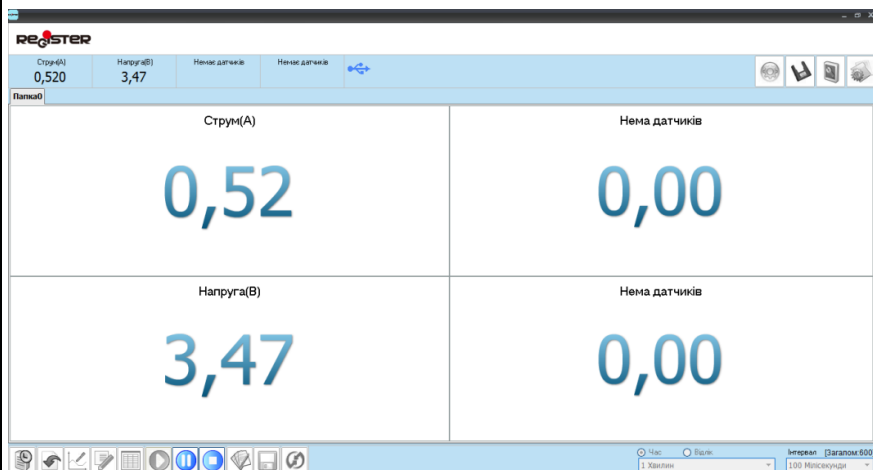 REGISTER
Струм(А) Напруга(В) Немає датчиків Немає датчиків
0,520 3,47
Папка0
Струм(А) Нема датчиків
0,52 0,00
Напруга(В) Нема датчиків
3,47 0,00
Час Відлік Інтервал [Загалом:600
1 Хвилин 100 Мілісекунди